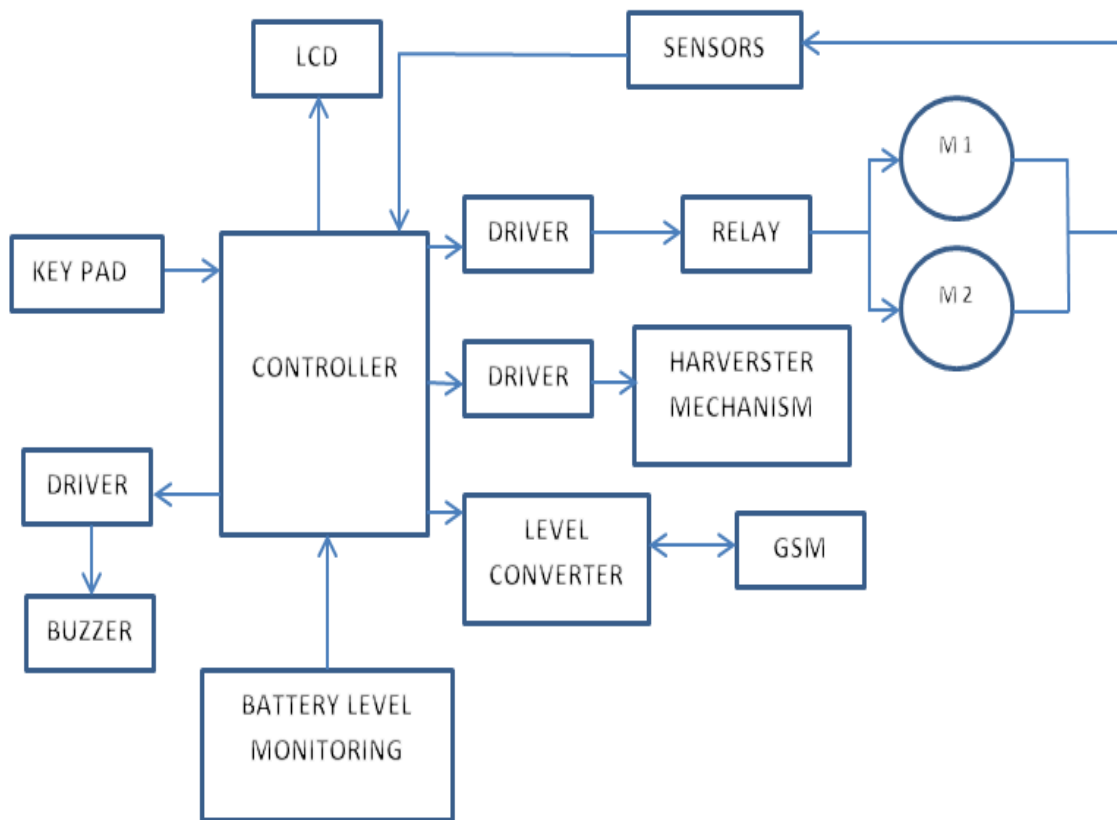 LCD
SENSORS
M 1
DRIVER
RELAY
KEY PAD
M 2
CONTROLLER
DRIVER
HARVERSTER
MECHANISM
DRIVER
LEVEL
CONVERTER
GSM
BUZZER
BATTERY LEVEL
MONITORING